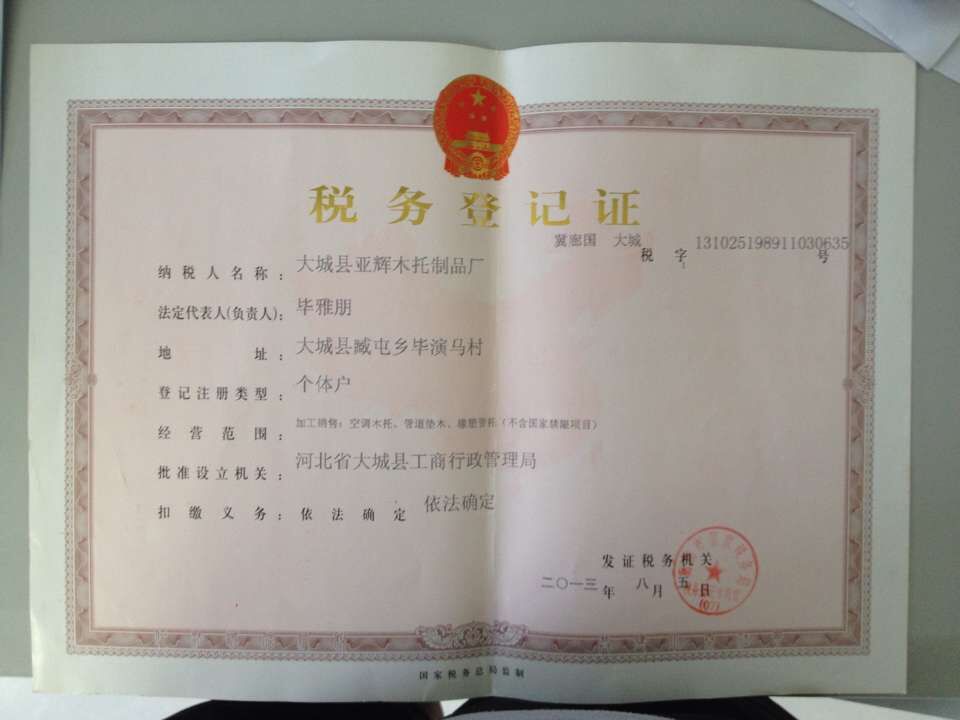 税务登记证
冀廊国 大城 税字 131025198911030635 号
纳税人名称: 大城县亚辉木托制品厂
法定代表人(负责人): 毕雅朋
地址: 大城县臧屯乡毕演马村
登记注册类型: 个体户
经营范围: 加工销售:空调木托、管道垫木、橡塑管托(不含国家禁限项目)
批准设立机关: 河北省大城县工商行政管理局
扣缴义务: 依法确定 依法确定
发证税务机关
二〇一三年八月五日
(07)
国家税务总局监制